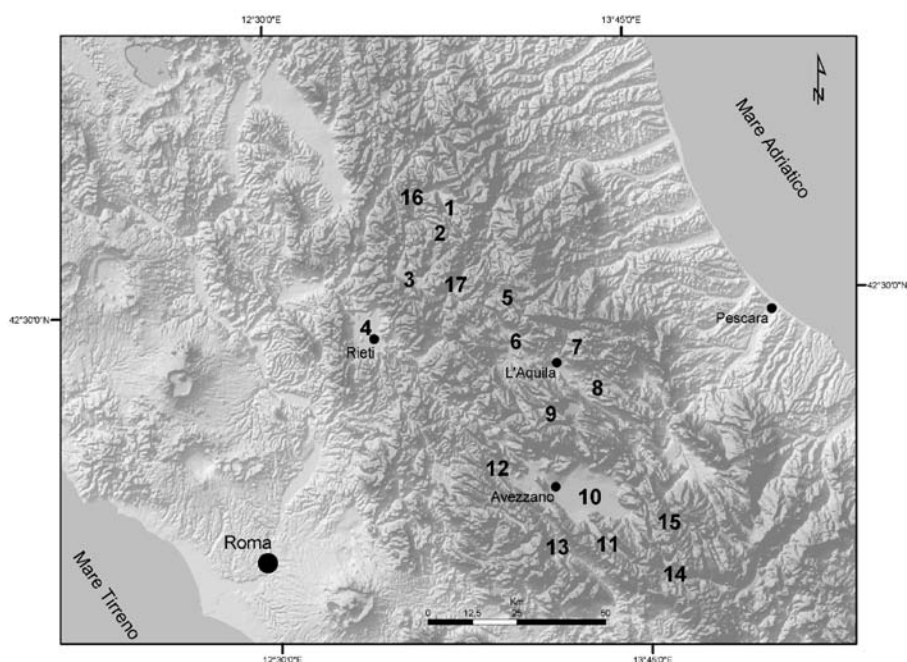 12°30'0"E
13°45'0"E
N
Mare Adriatico
16
1
2
3
17
42°30'0"N
5
Pescara
42°30'0"N
4
Rieti
6
7
L'Aquila
8
9
12
Avezzano
10
15
Roma
13
11
14
Mare Tirreno
Km
0
12,5
25
50
12°30'0"E
13°45'0"E